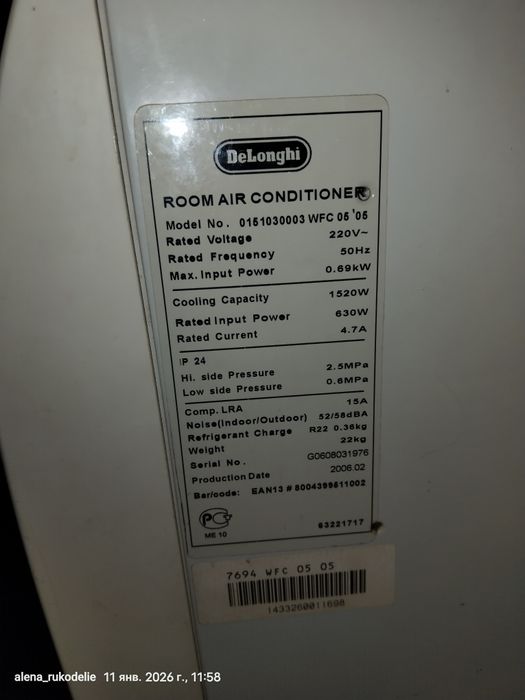 DeLonghi
ROOM AIR CONDITIONER
Model No. 0151030003 WFC 05 '05
Rated Voltage 220V~
Rated Frequency 50Hz
Max. Input Power 0.69kW
Cooling Capacity 1520W
Rated Input Power 630W
Rated Current 4.7A
IP 24
Hi. side Pressure 2.5MPa
Low side Pressure 0.6MPa
Comp. LRA 15A
Noise(Indoor/Outdoor) 52/58dBA
Refrigerant Charge R22 0.36kg
Weight 22kg
Serial No. G0608031976
Production Date 2006.02
Bar/code: EAN13 # 8004399611002
РСТ
ME 10 63221717
7694 WFC 05 05
1433260011698
alena_rukodelie 11 янв. 2026 г., 11:58